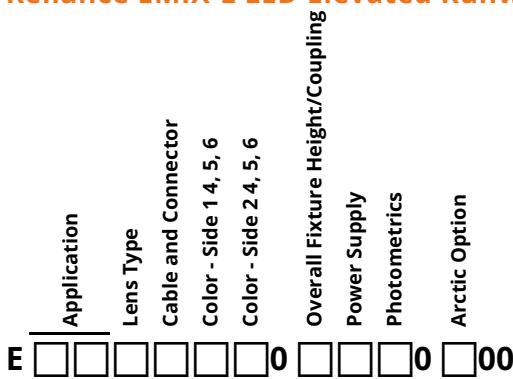 Application
Lens Type
Cable and Connector
Color - Side 1 4, 5, 6
Color - Side 2 4, 5, 6
Overall Fixture Height/Coupling
Power Supply
Photometrics
Arctic Option
E 0 0 00